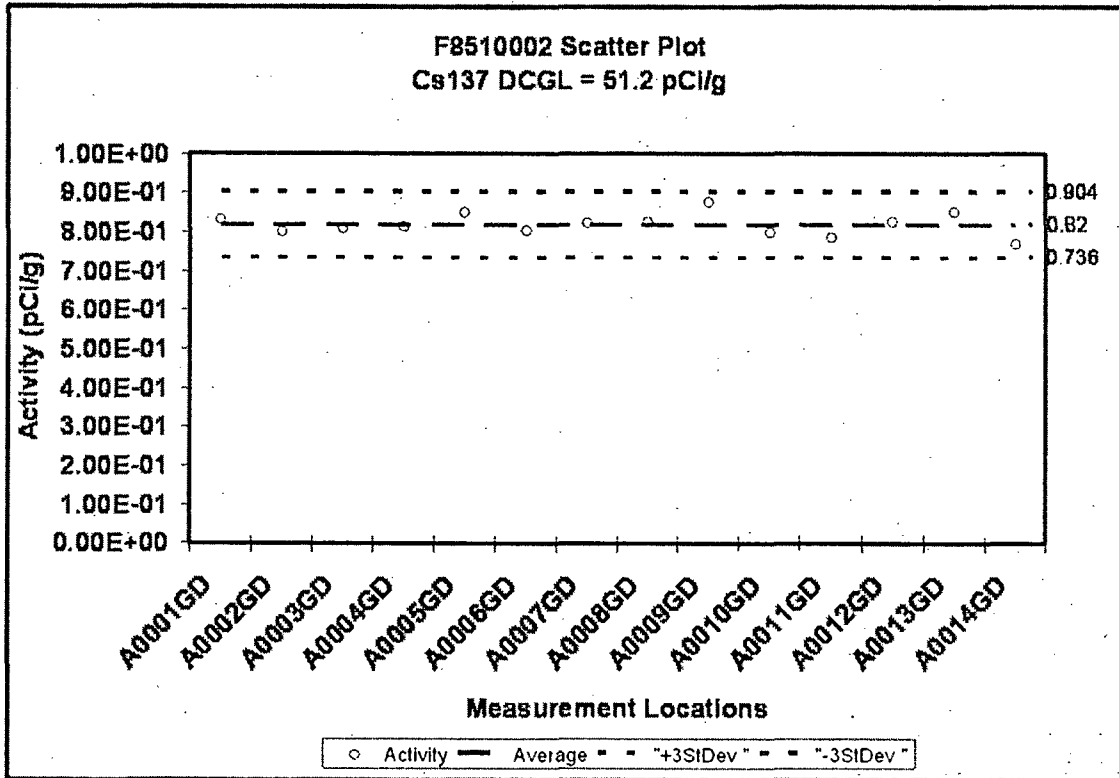 F8510002 Scatter Plot
Cs137 DCGL = 51.2 pCi/g
Activity (pCi/g)
1.00E+00
9.00E-01
8.00E-01
7.00E-01
6.00E-01
5.00E-01
4.00E-01
3.00E-01
2.00E-01
1.00E-01
0.00E+00
0.904
0.82
0.736
A0001GD
A0002GD
A0003GD
A0004GD
A0005GD
A0006GD
A0007GD
A0008GD
A0009GD
A0010GD
A0011GD
A0012GD
A0013GD
A0014GD
Measurement Locations
Activity Average "+3StDev " "-3StDev "